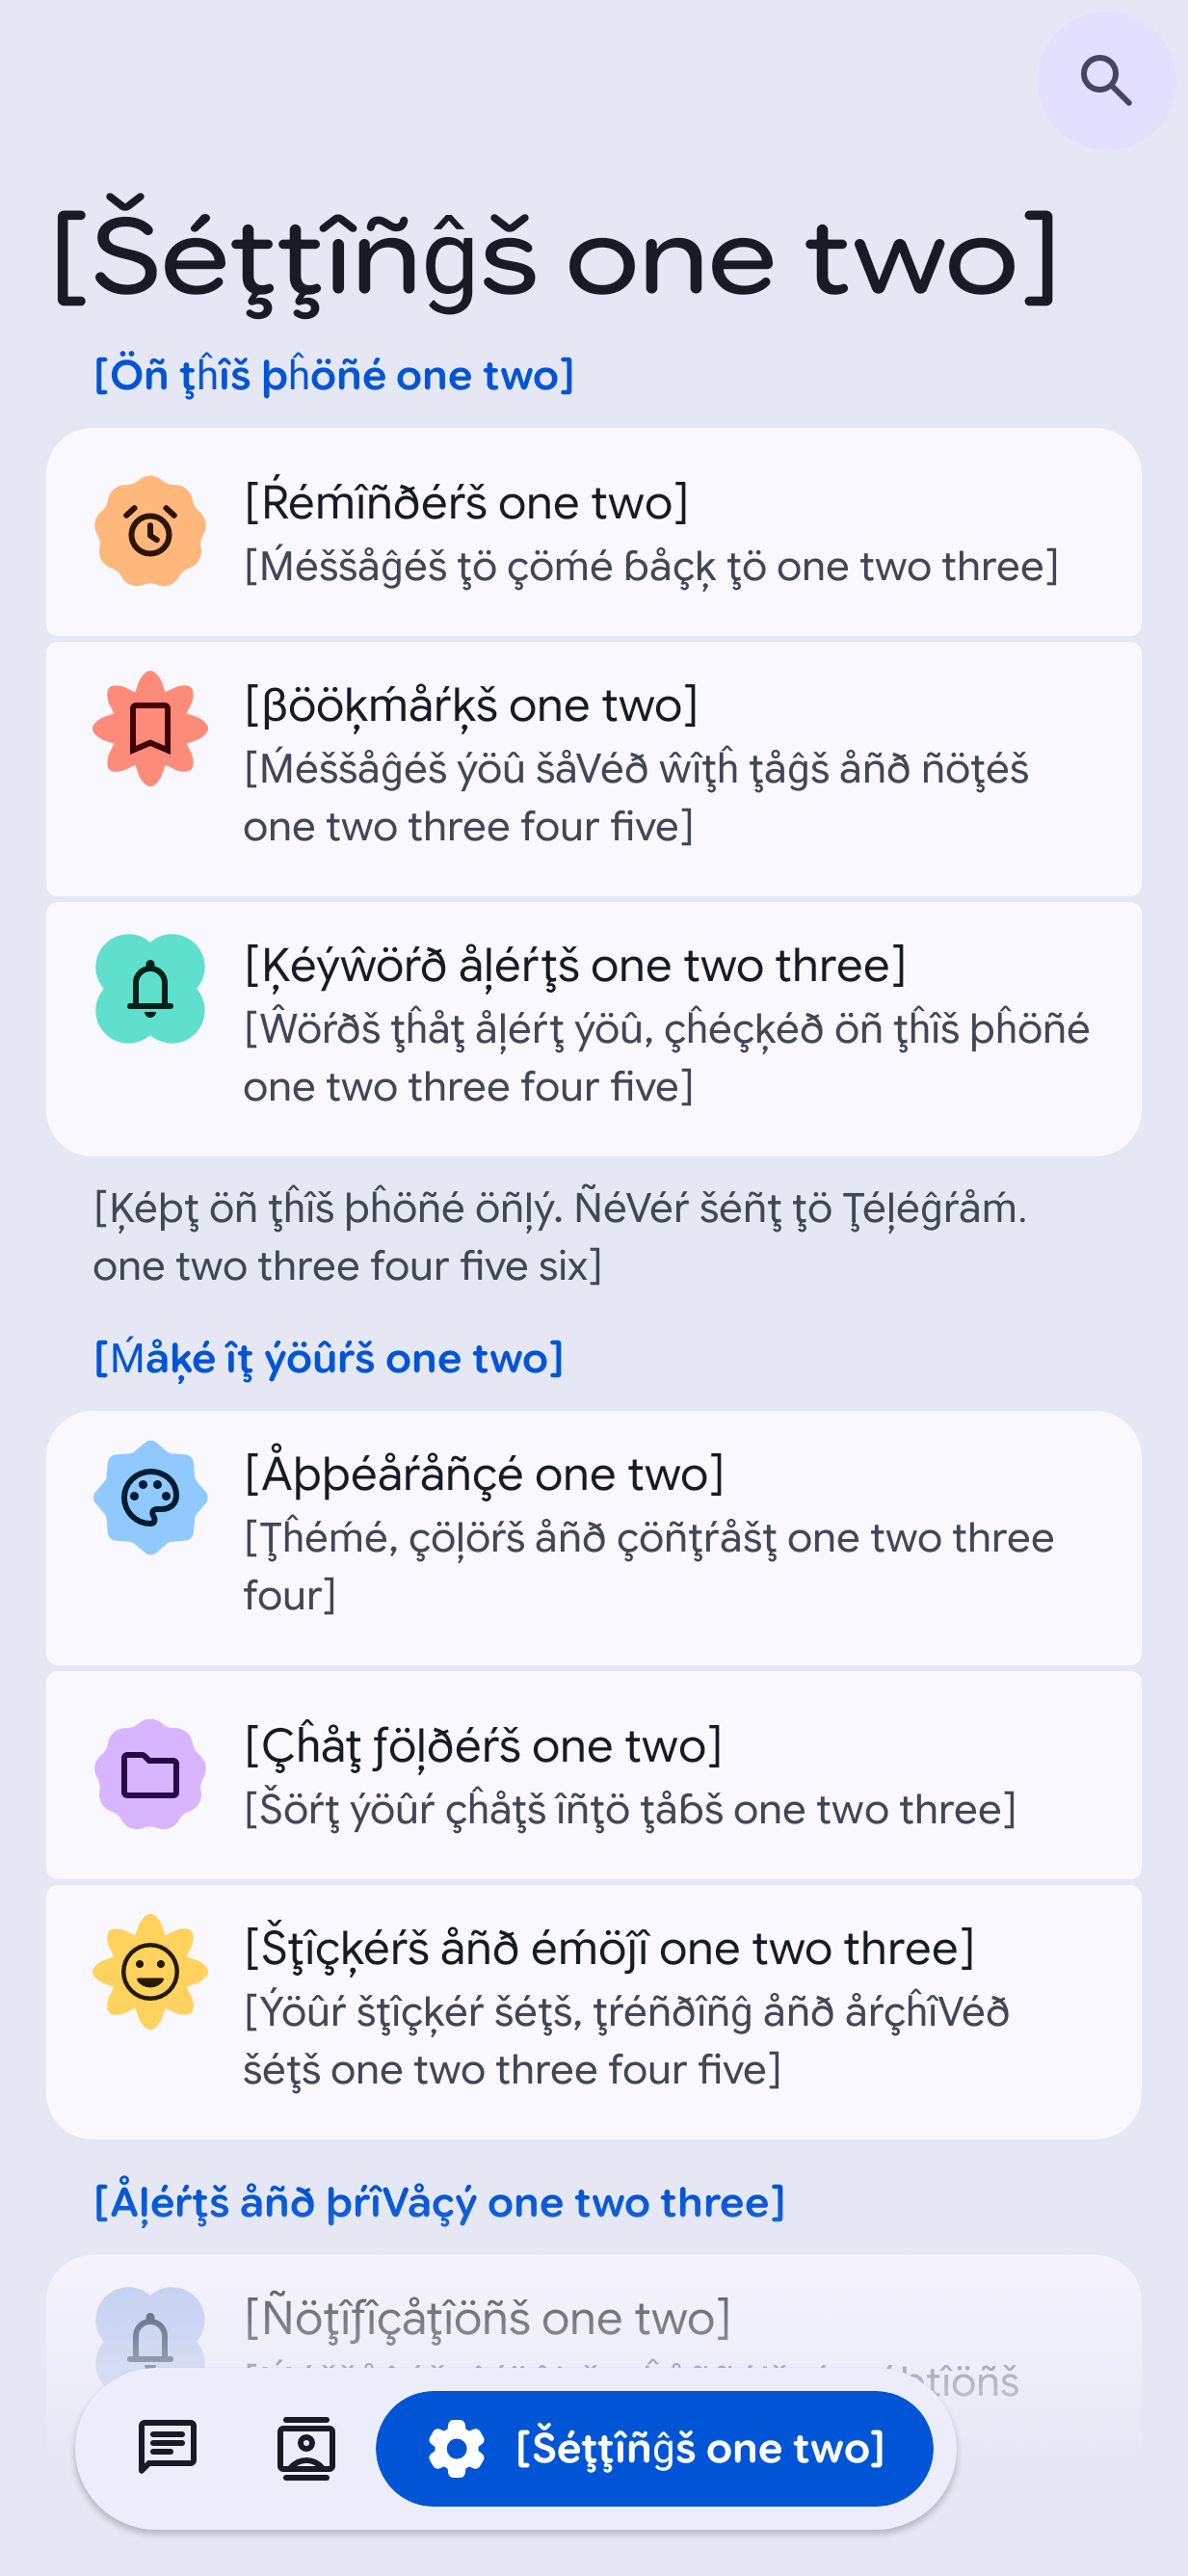 [Šéţţîñĝš one two]
[Öñ ţĥîš þĥöñé one two]
[Ŕéḿîñðéŕš one two]
[Ḿéššåĝéš ţö çöḿé ƃåçķ ţö one two three]
[βööķḿåŕķš one two]
[Ḿéššåĝéš ýöû šåVéð ŵîţĥ ţåĝš åñð ñöţéš
one two three four five]
[Ķéýŵöŕð åļéŕţš one two three]
[Ŵöŕðš ţĥåţ åļéŕţ ýöû, çĥéçķéð öñ ţĥîš þĥöñé
one two three four five]
[Ķéþţ öñ ţĥîš þĥöñé öñļý. ÑéVéŕ šéñţ ţö Ţéļéĝŕåḿ.
one two three four five six]
[Ḿåķé îţ ýöûŕš one two]
[Åþþéåŕåñçé one two]
[Ţĥéḿé, çöļöŕš åñð çöñţŕåšţ one two three
four]
[Çĥåţ ƒöļðéŕš one two]
[Šöŕţ ýöûŕ çĥåţš îñţö ţåƃš one two three]
[Šţîçķéŕš åñð éḿöĵî one two three]
[Ýöûŕ šţîçķéŕ šéţš, ţŕéñðîñĝ åñð åŕçĥîVéð
šéţš one two three four five]
[Åļéŕţš åñð þŕîVåçý one two three]
[Ñöţîƒîçåţîöñš one two]
[Šéţţîñĝš one two]